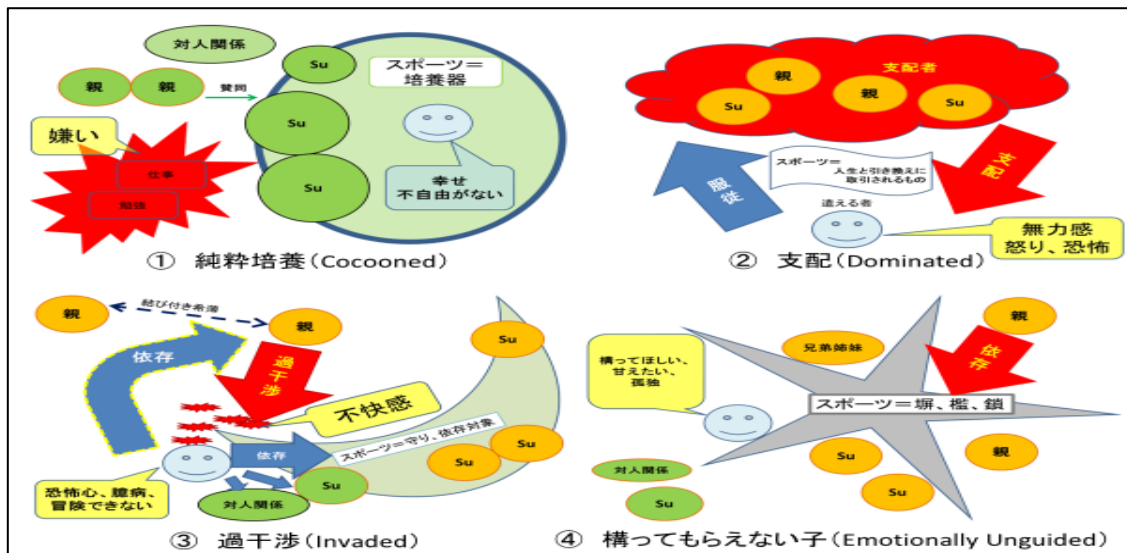 対人関係
親
親
賛同
嫌い
仕事
勉強
Su
Su
Su
スポーツ＝
培養器
幸せ
不自由がない
① 純粋培養(Cocooned)
支配者
親
親
Su
Su
服従
スポーツ＝
人生と引き換えに
取引されるもの
支配
遣える者
無力感
怒り、恐怖
② 支配(Dominated)
親
結び付き希薄
親
依存
過干渉
不快感
Su
スポーツ＝守り、依存対象
依存
Su
Su
Su
対人関係
恐怖心、臆病、
冒険できない
③ 過干渉(Invaded)
親
兄弟姉妹
依存
構ってほしい、
甘えたい、
孤独
スポーツ＝塀、檻、鎖
対人関係
Su
Su
Su
親
④ 構ってもらえない子(Emotionally Unguided)